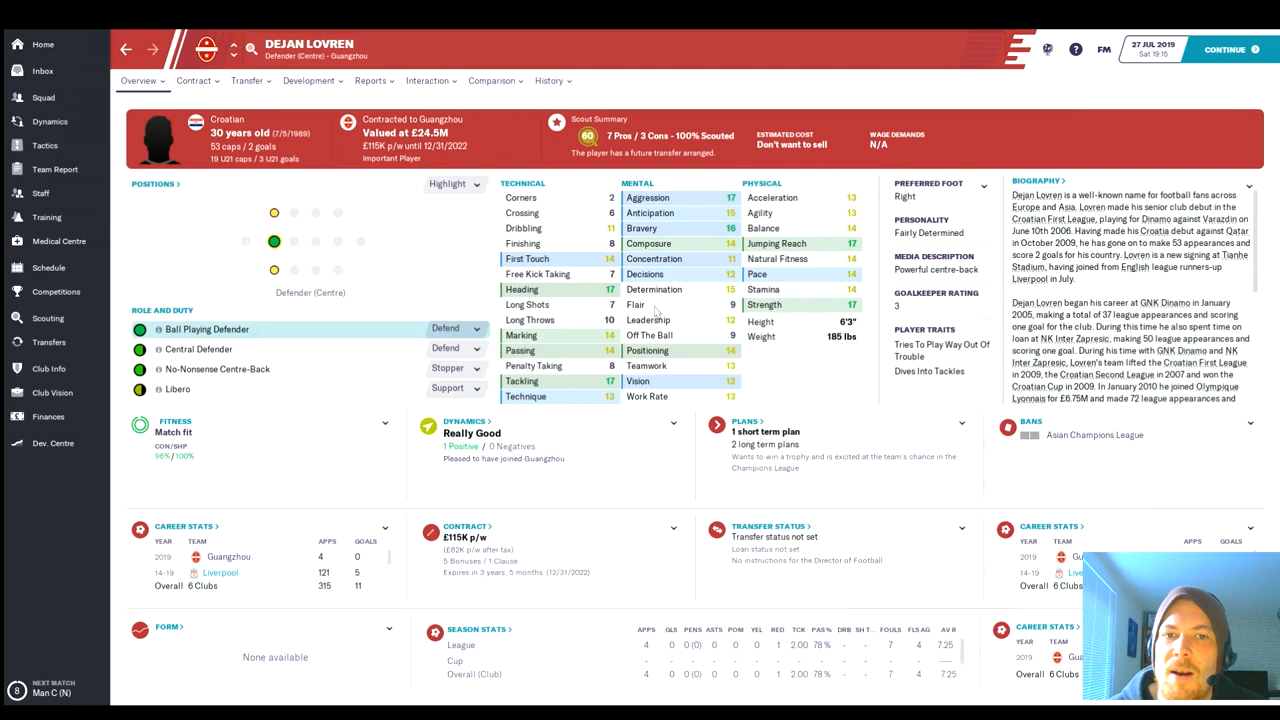 Home
Inbox
Squad
Dynamics
Tactics
Team Report
Staff
Training
Medical Centre
Schedule
Competitions
Scouting
Transfers
Club Info
Club Vision
Finances
Dev. Centre
8 NEXT MATCH
Man C (N)
DEJAN LOVREN
Defender (Centre) - Guangzhou
? FM
27 JUL 2019
Sat 19:15
CONTINUE
Overview Contract Transfer Development Reports Interaction Comparison History
Croatian
30 years old (7/5/1989)
53 caps / 2 goals
19 U21 caps / 3 U21 goals
Contracted to Guangzhou
Valued at £24.5M
£115K p/w until 12/31/2022
Important Player
Scout Summary
60 7 Pros / 3 Cons - 100% Scouted
The player has a future transfer arranged.
ESTIMATED COST
Don't want to sell
WAGE DEMANDS
N/A
POSITIONS >
Highlight
Defender (Centre)
ROLE AND DUTY
Ball Playing Defender Defend
Central Defender Defend
No-Nonsense Centre-Back Stopper
Libero Support
TECHNICAL
Corners 2
Crossing 6
Dribbling 11
Finishing 8
First Touch 14
Free Kick Taking 7
Heading 17
Long Shots 7
Long Throws 10
Marking 14
Passing 14
Penalty Taking 8
Tackling 17
Technique 13
MENTAL
Aggression 17
Anticipation 15
Bravery 16
Composure 14
Concentration 11
Decisions 12
Determination 15
Flair 9
Leadership 12
Off The Ball 9
Positioning 14
Teamwork 13
Vision 12
Work Rate 13
PHYSICAL
Acceleration 13
Agility 13
Balance 14
Jumping Reach 17
Natural Fitness 14
Pace 14
Stamina 14
Strength 17
Height 6'3"
Weight 185 lbs
PREFERRED FOOT
Right
PERSONALITY
Fairly Determined
MEDIA DESCRIPTION
Powerful centre-back
GOALKEEPER RATING
3
PLAYER TRAITS
Tries To Play Way Out Of
Trouble
Dives Into Tackles
BIOGRAPHY >
Dejan Lovren is a well-known name for football fans across
Europe and Asia. Lovren made his senior club debut in the
Croatian First League, playing for Dinamo against Varazdin on
June 10th 2006. Having made his Croatia debut against Qatar
in October 2009, he has gone on to make 53 appearances and
score 2 goals for his country. Lovren is a new signing at Tianhe
Stadium, having joined from English league runners-up
Liverpool in July.
Dejan Lovren began his career at GNK Dinamo in January
2005, making a total of 37 league appearances and
scoring one goal for the club. During this time he also spent time on
loan at NK Inter Zapresic, making 50 league appearances and
scoring one goal. During his time with GNK Dinamo and NK
Inter Zapresic, Lovren's team lifted the Croatian First League
in 2009, the Croatian Second League in 2007 and won the
Croatian Cup in 2009. In January 2010 he joined Olympique
Lyonnais for £6.75M and made 72 league appearances and
FITNESS
Match fit
CON/SHP
96% / 100%
DYNAMICS >
Really Good
1 Positive / 0 Negatives
Pleased to have joined Guangzhou
PLANS >
1 short term plan
2 long term plans
Wants to win a trophy and is excited at the team's chance in the
Champions League
BANS
Asian Champions League
CAREER STATS >
YEAR TEAM APPS GOALS
2019 Guangzhou 4 0
14-19 Liverpool 121 5
Overall 6 Clubs 315 11
CONTRACT >
£115K p/w
(£62K p/w after tax)
5 Bonuses / 1 Clause
Expires in 3 years, 5 months (12/31/2022)
TRANSFER STATUS >
Transfer status not set
Loan status not set
No instructions for the Director of Football
CAREER STATS >
YEAR TEAM APPS GOALS
2019 Gu
14-19 Live
Overall 6 Clubs
FORM >
None available
SEASON STATS >
APPS GLS PENS ASTS POM YEL RED TCK PAS % DRB SH T... FOULS FLS AG AV R
League 4 0 0 (0) 0 0 0 1 2.00 78 % - - 7 4 7.25
Cup - - - - - - - - - - - - - ----
Overall (Club) 4 0 0 (0) 0 0 0 1 2.00 78 % - - 7 4 7.25
CAREER STATS >
YEAR TEAM
2019 Gua
Overall 6 Clubs